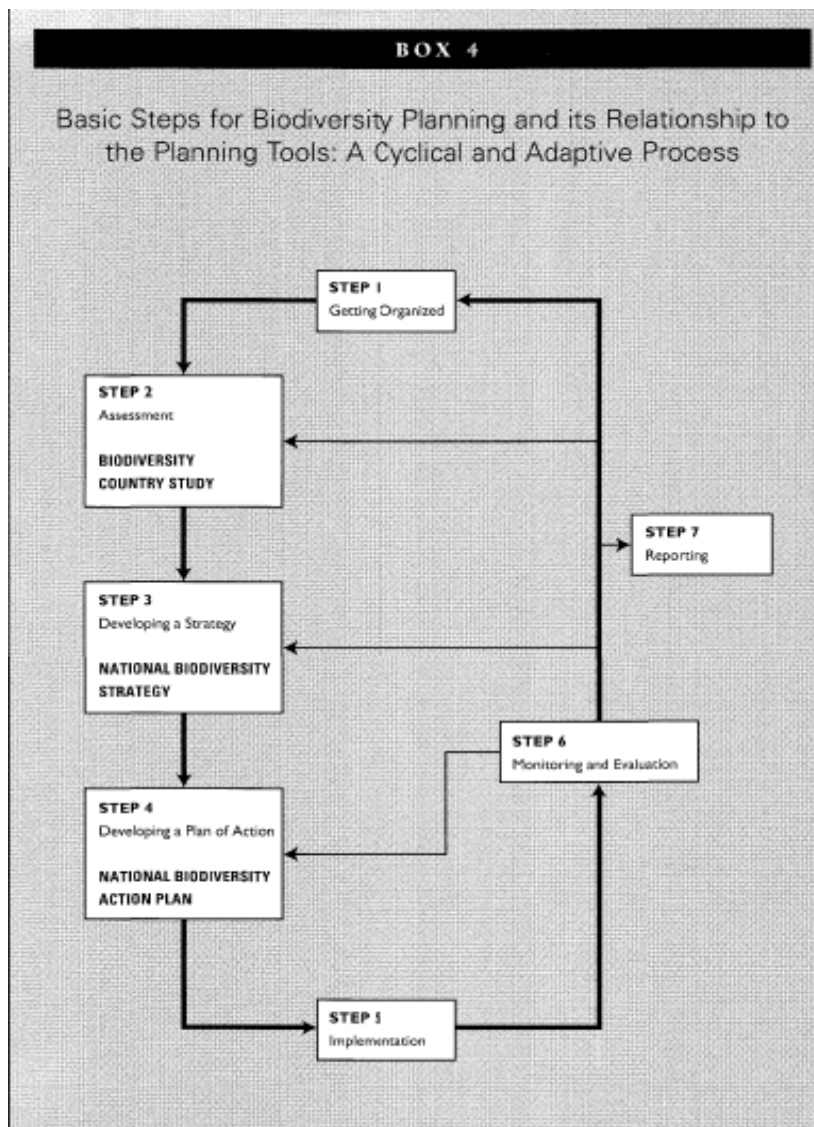 BOX 4
Basic Steps for Biodiversity Planning and its Relationship to
the Planning Tools: A Cyclical and Adaptive Process
STEP 1
Getting Organized
STEP 2
Assessment
BIODIVERSITY
COUNTRY STUDY
STEP 7
Reporting
STEP 3
Developing a Strategy
NATIONAL BIODIVERSITY
STRATEGY
STEP 6
Monitoring and Evaluation
STEP 4
Developing a Plan of Action
NATIONAL BIODIVERSITY
ACTION PLAN
STEP 5
Implementation